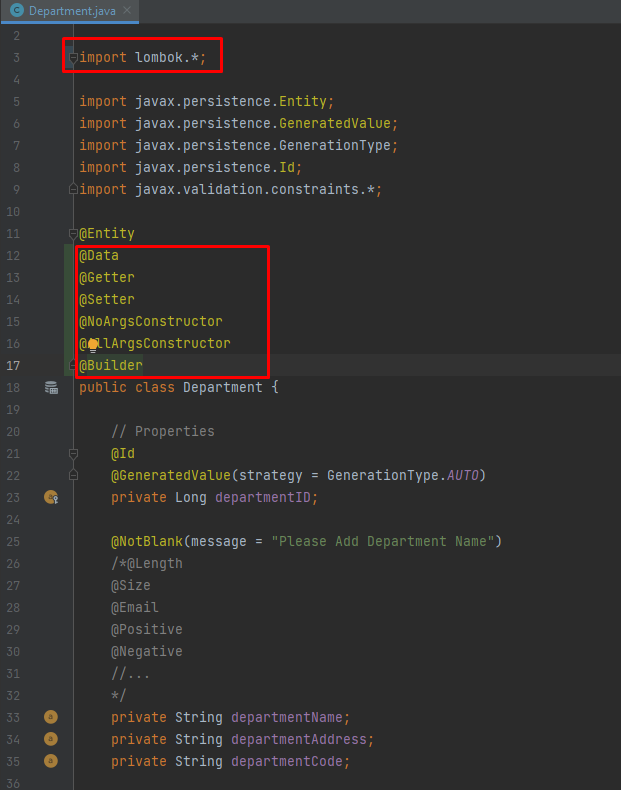 Department.java
2
3 import lombok.*;
4
5 import javax.persistence.Entity;
6 import javax.persistence.GeneratedValue;
7 import javax.persistence.GenerationType;
8 import javax.persistence.Id;
9 import javax.validation.constraints.*;
10
11 @Entity
12 @Data
13 @Getter
14 @Setter
15 @NoArgsConstructor
16 @AllArgsConstructor
17 @Builder
18 public class Department {
19
20 // Properties
21 @Id
22 @GeneratedValue(strategy = GenerationType.AUTO)
23 private Long departmentID;
24
25 @NotBlank(message = "Please Add Department Name")
26 /*@Length
27 @Size
28 @Email
29 @Positive
30 @Negative
31 //...
32 */
33 private String departmentName;
34 private String departmentAddress;
35 private String departmentCode;
36